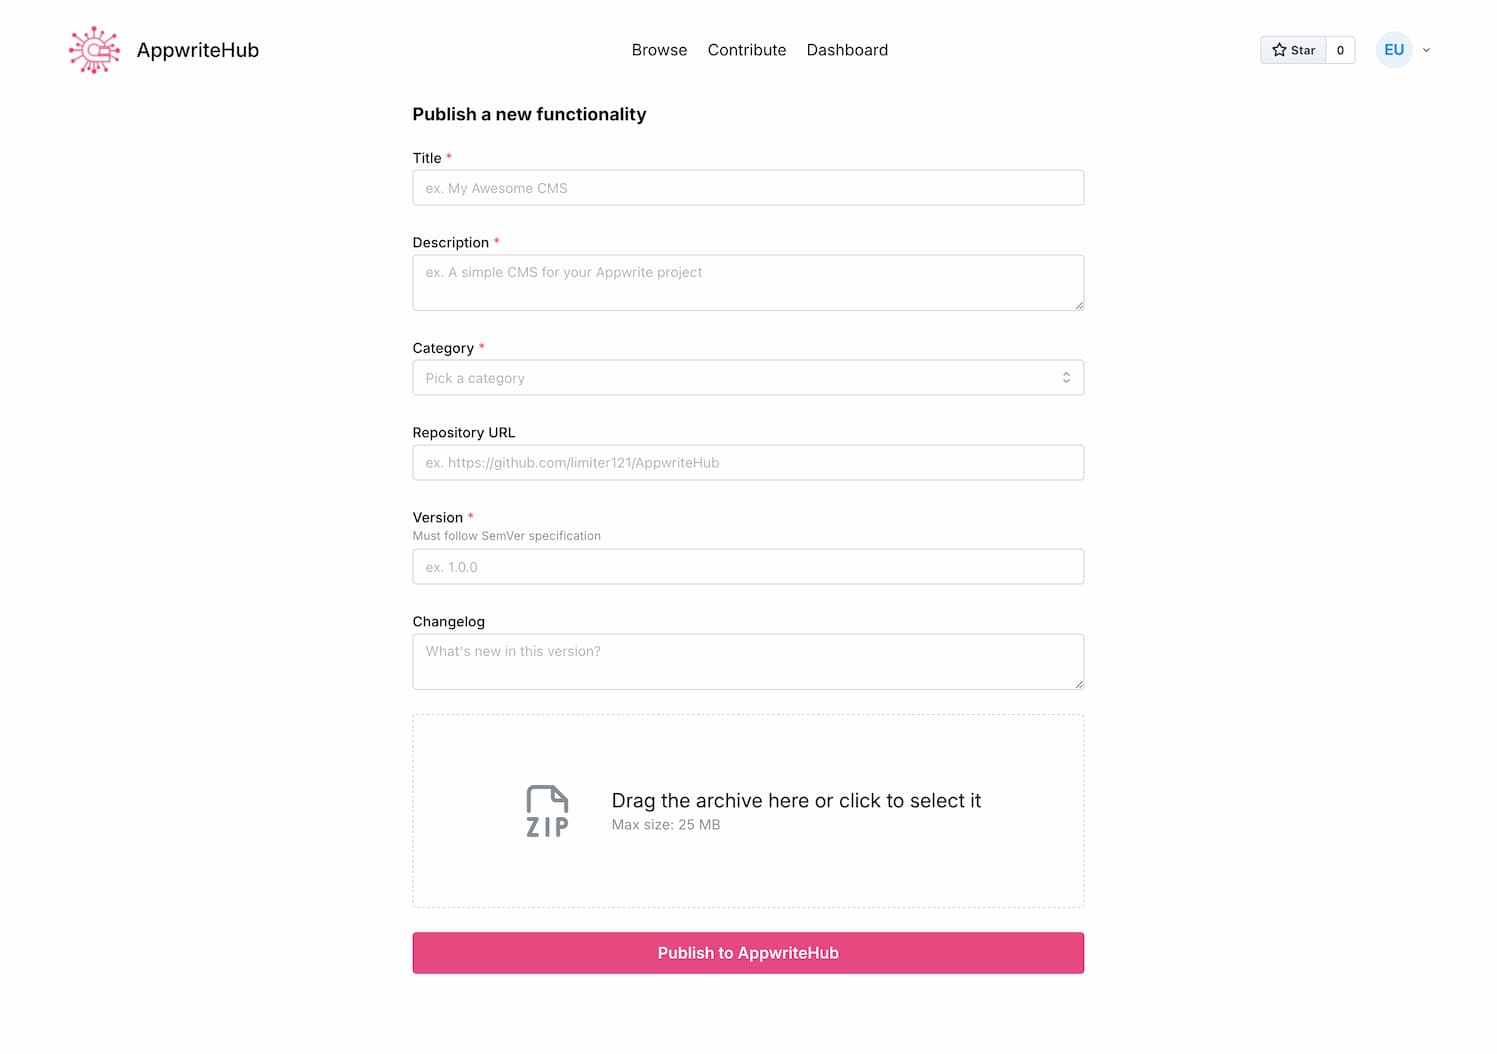 AppwriteHub
Browse Contribute Dashboard
Star 0
EU
Publish a new functionality
Title *
ex. My Awesome CMS
Description *
ex. A simple CMS for your Appwrite project
Category *
Pick a category
Repository URL
ex. https://github.com/limiter121/AppwriteHub
Version *
Must follow SemVer specification
ex. 1.0.0
Changelog
What's new in this version?
ZIP
Drag the archive here or click to select it
Max size: 25 MB
Publish to AppwriteHub